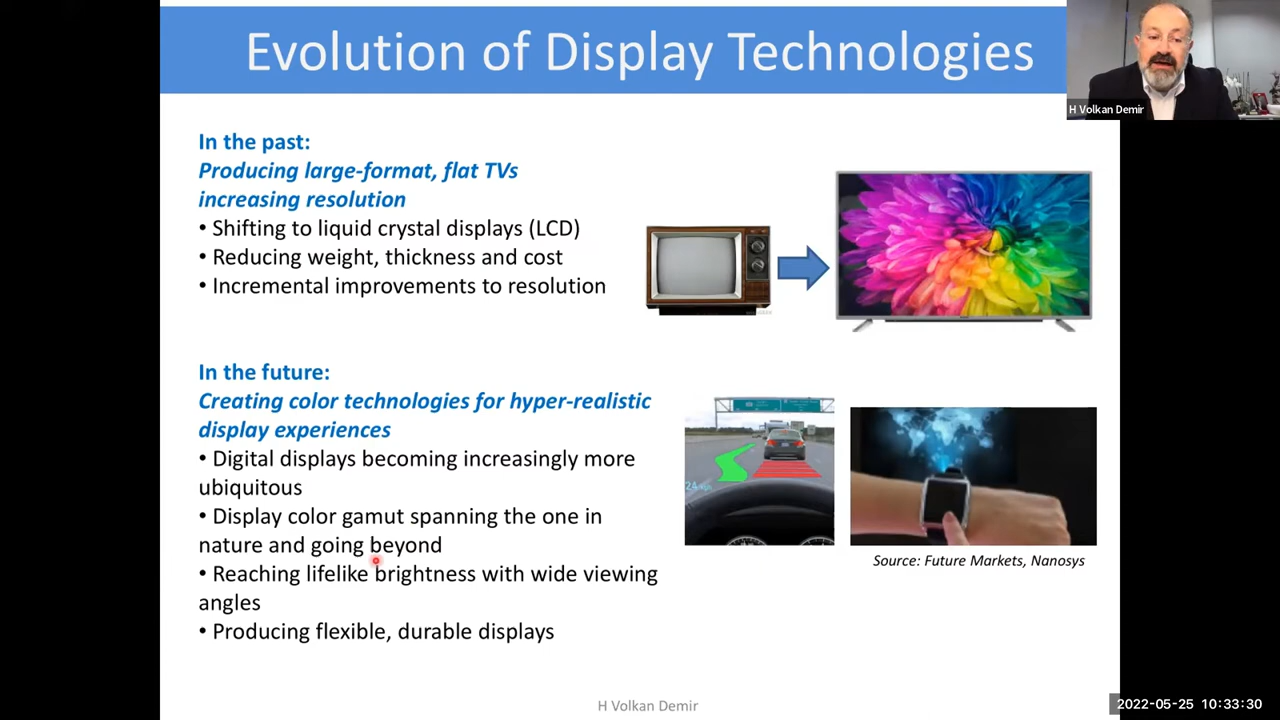 Evolution of Display Technologies
H Volkan Demir
In the past:
Producing large-format, flat TVs
increasing resolution
• Shifting to liquid crystal displays (LCD)
• Reducing weight, thickness and cost
• Incremental improvements to resolution
In the future:
Creating color technologies for hyper-realistic
display experiences
• Digital displays becoming increasingly more
ubiquitous
• Display color gamut spanning the one in
nature and going beyond
• Reaching lifelike brightness with wide viewing
angles
• Producing flexible, durable displays
24
Source: Future Markets, Nanosys
H Volkan Demir
2022-05-25 10:33:30